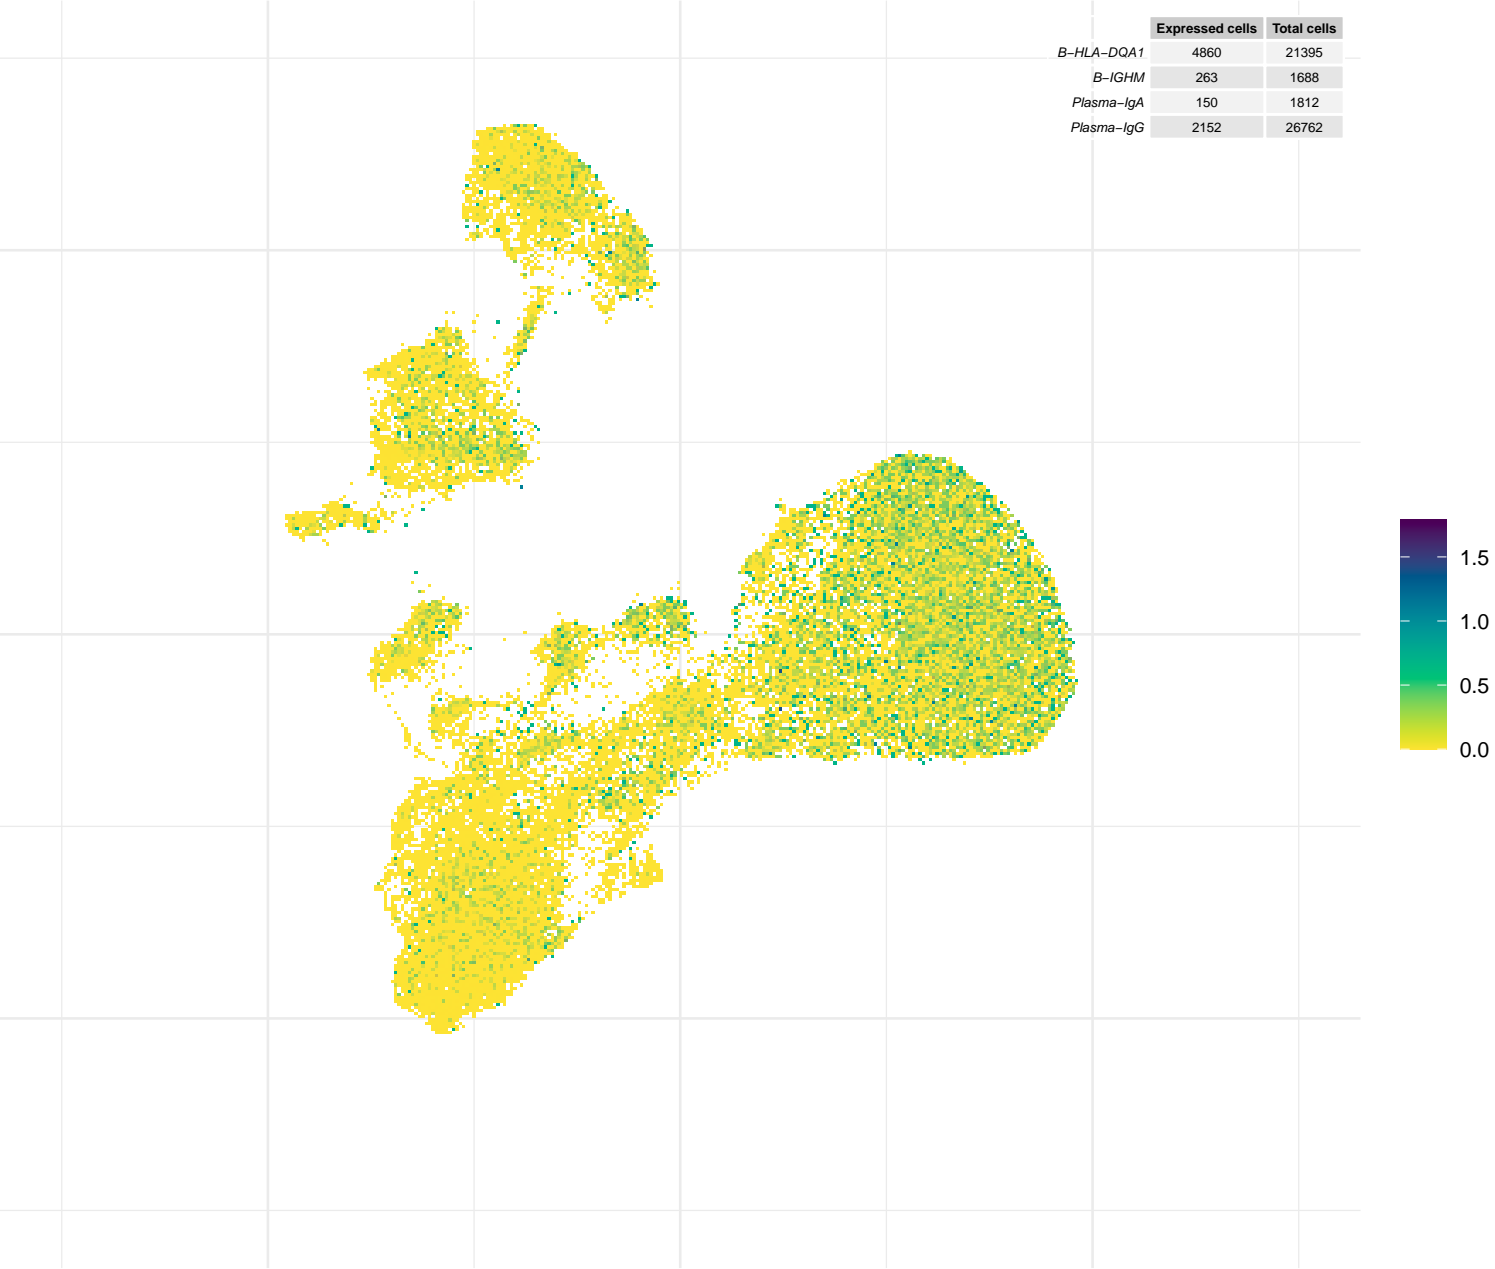 Expressed cells Total cells
B−HLA−DQA1 4860 21395
B−IGHM 263 1688
Plasma−IgA 150 1812
Plasma−IgG 2152 26762
1.5
1.0
0.5
0.0